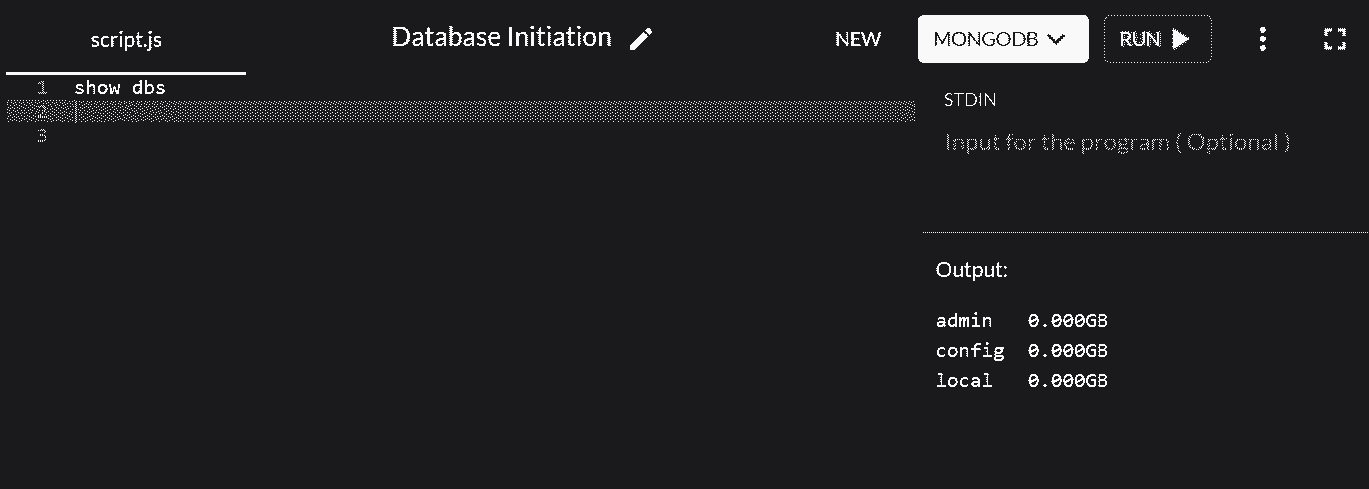 script.js
Database Initiation
NEW
MONGODB
RUN
1 show dbs
2
3
STDIN
Input for the program ( Optional )
Output:
admin 0.000GB
config 0.000GB
local 0.000GB